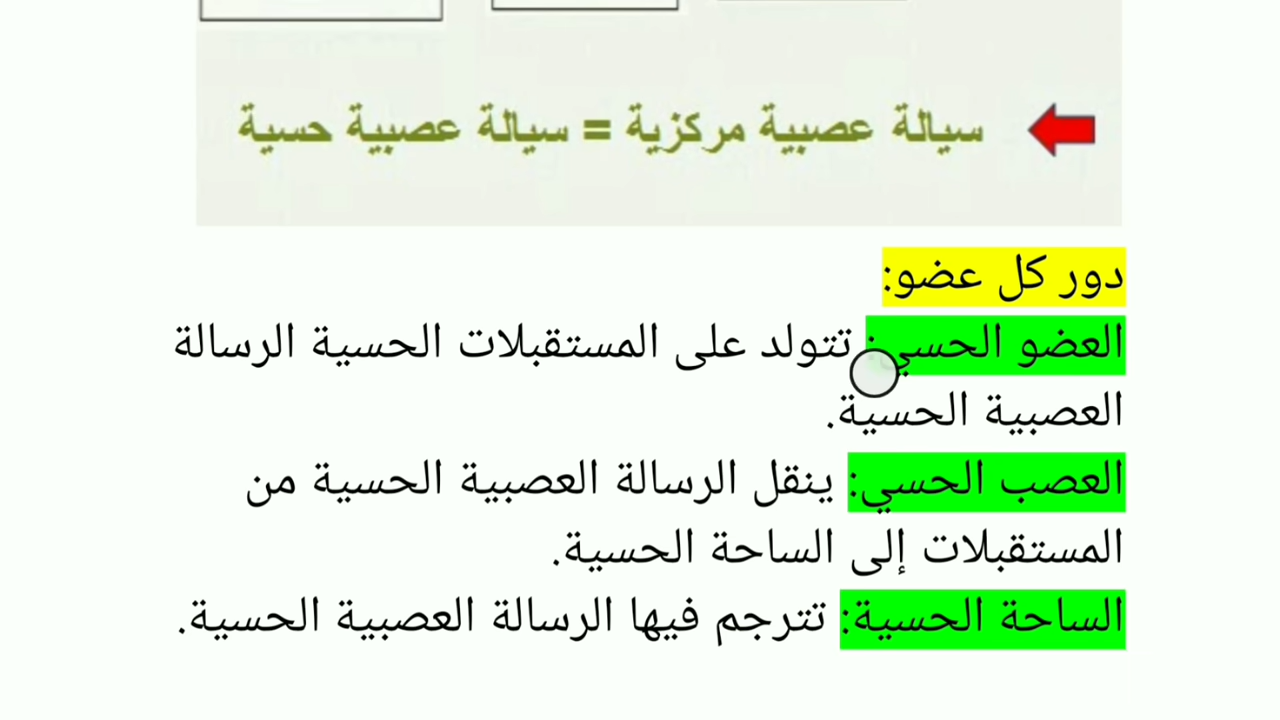 سيالة عصبية مركزية = سيالة عصبية حسية
دور كل عضو:
العضو الحسي: تتولد على المستقبلات الحسية الرسالة
العصبية الحسية.
العصب الحسي: ينقل الرسالة العصبية الحسية من
المستقبلات إلى الساحة الحسية.
الساحة الحسية: تترجم فيها الرسالة العصبية الحسية.